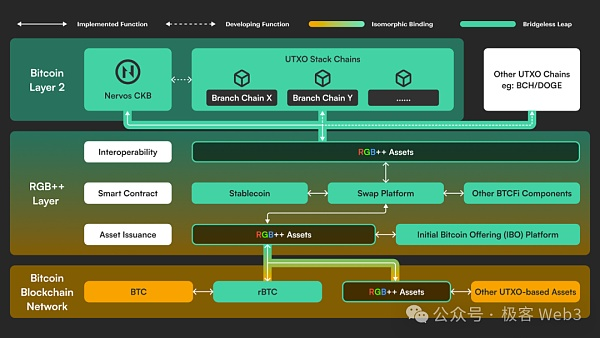 Implemented Function
Developing Function
Isomorphic Binding
Bridgeless Leap
Bitcoin
Layer 2
Nervos CKB
UTXO Stack Chains
Branch Chain X
Branch Chain Y
......
Other UTXO Chains
eg: BCH/DOGE
RGB++
Layer
Interoperability
RGB++ Assets
Smart Contract
Stablecoin
Swap Platform
Other BTCFi Components
Asset Issuance
RGB++ Assets
Initial Bitcoin Offering (IBO) Platform
Bitcoin
Blockchain
Network
BTC
rBTC
RGB++ Assets
Other UTXO-based Assets
公众号 · 极客 Web3